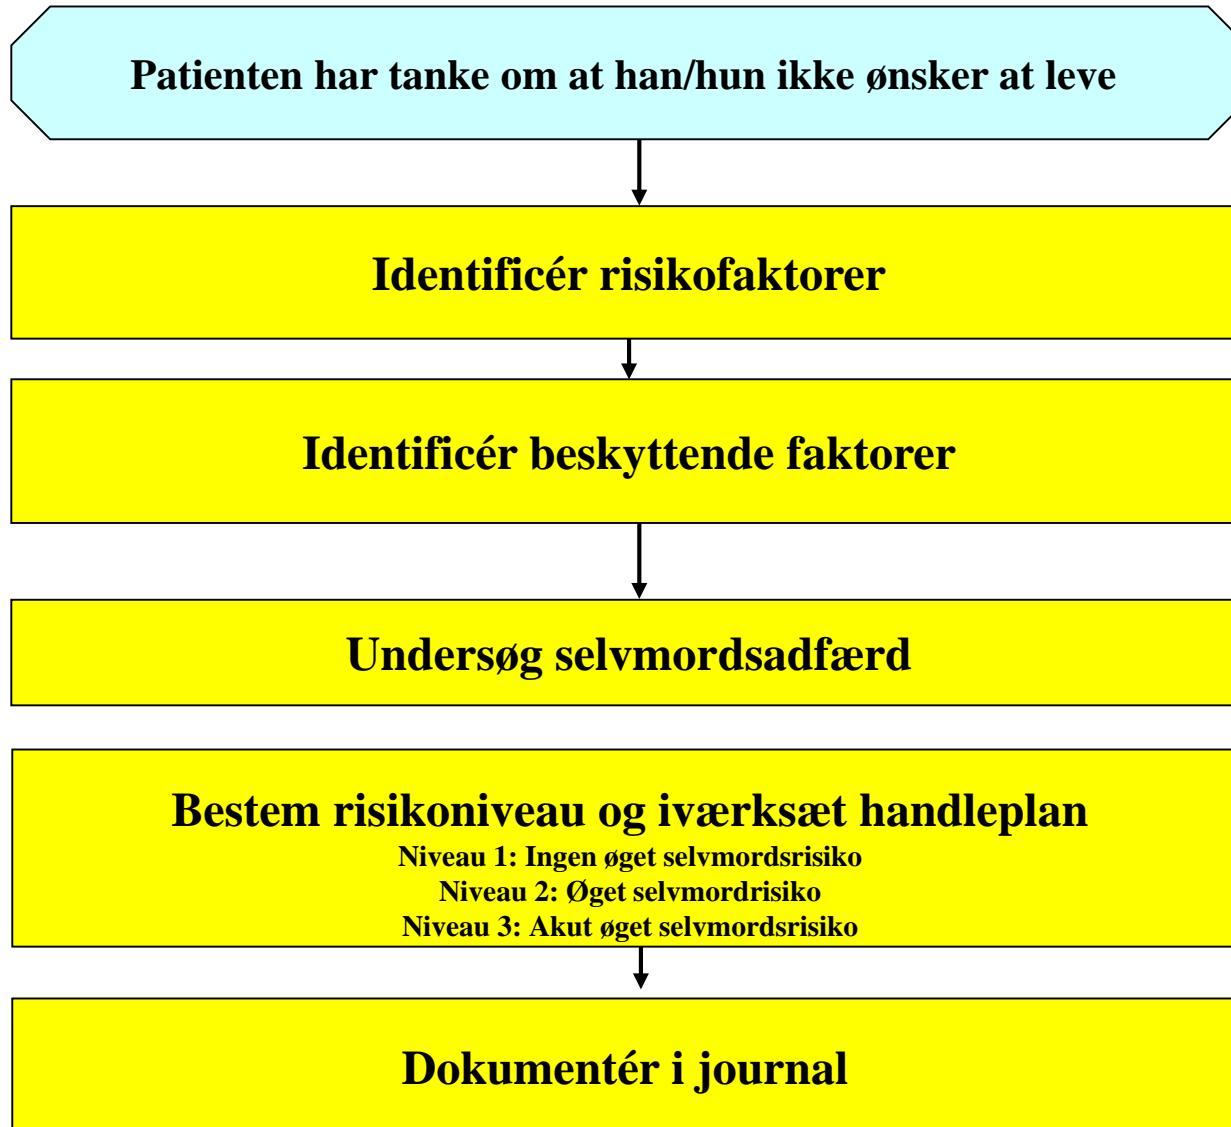 Patienten har tanke om at han/hun ikke ønsker at leve
Identificér risikofaktorer
Identificér beskyttende faktorer
Undersøg selvmordsadfærd
Bestem risikoniveau og iværksæt handleplan
Niveau 1: Ingen øget selvmordsrisiko
Niveau 2: Øget selvmordrisiko
Niveau 3: Akut øget selvmordsrisiko
Dokumentér i journal